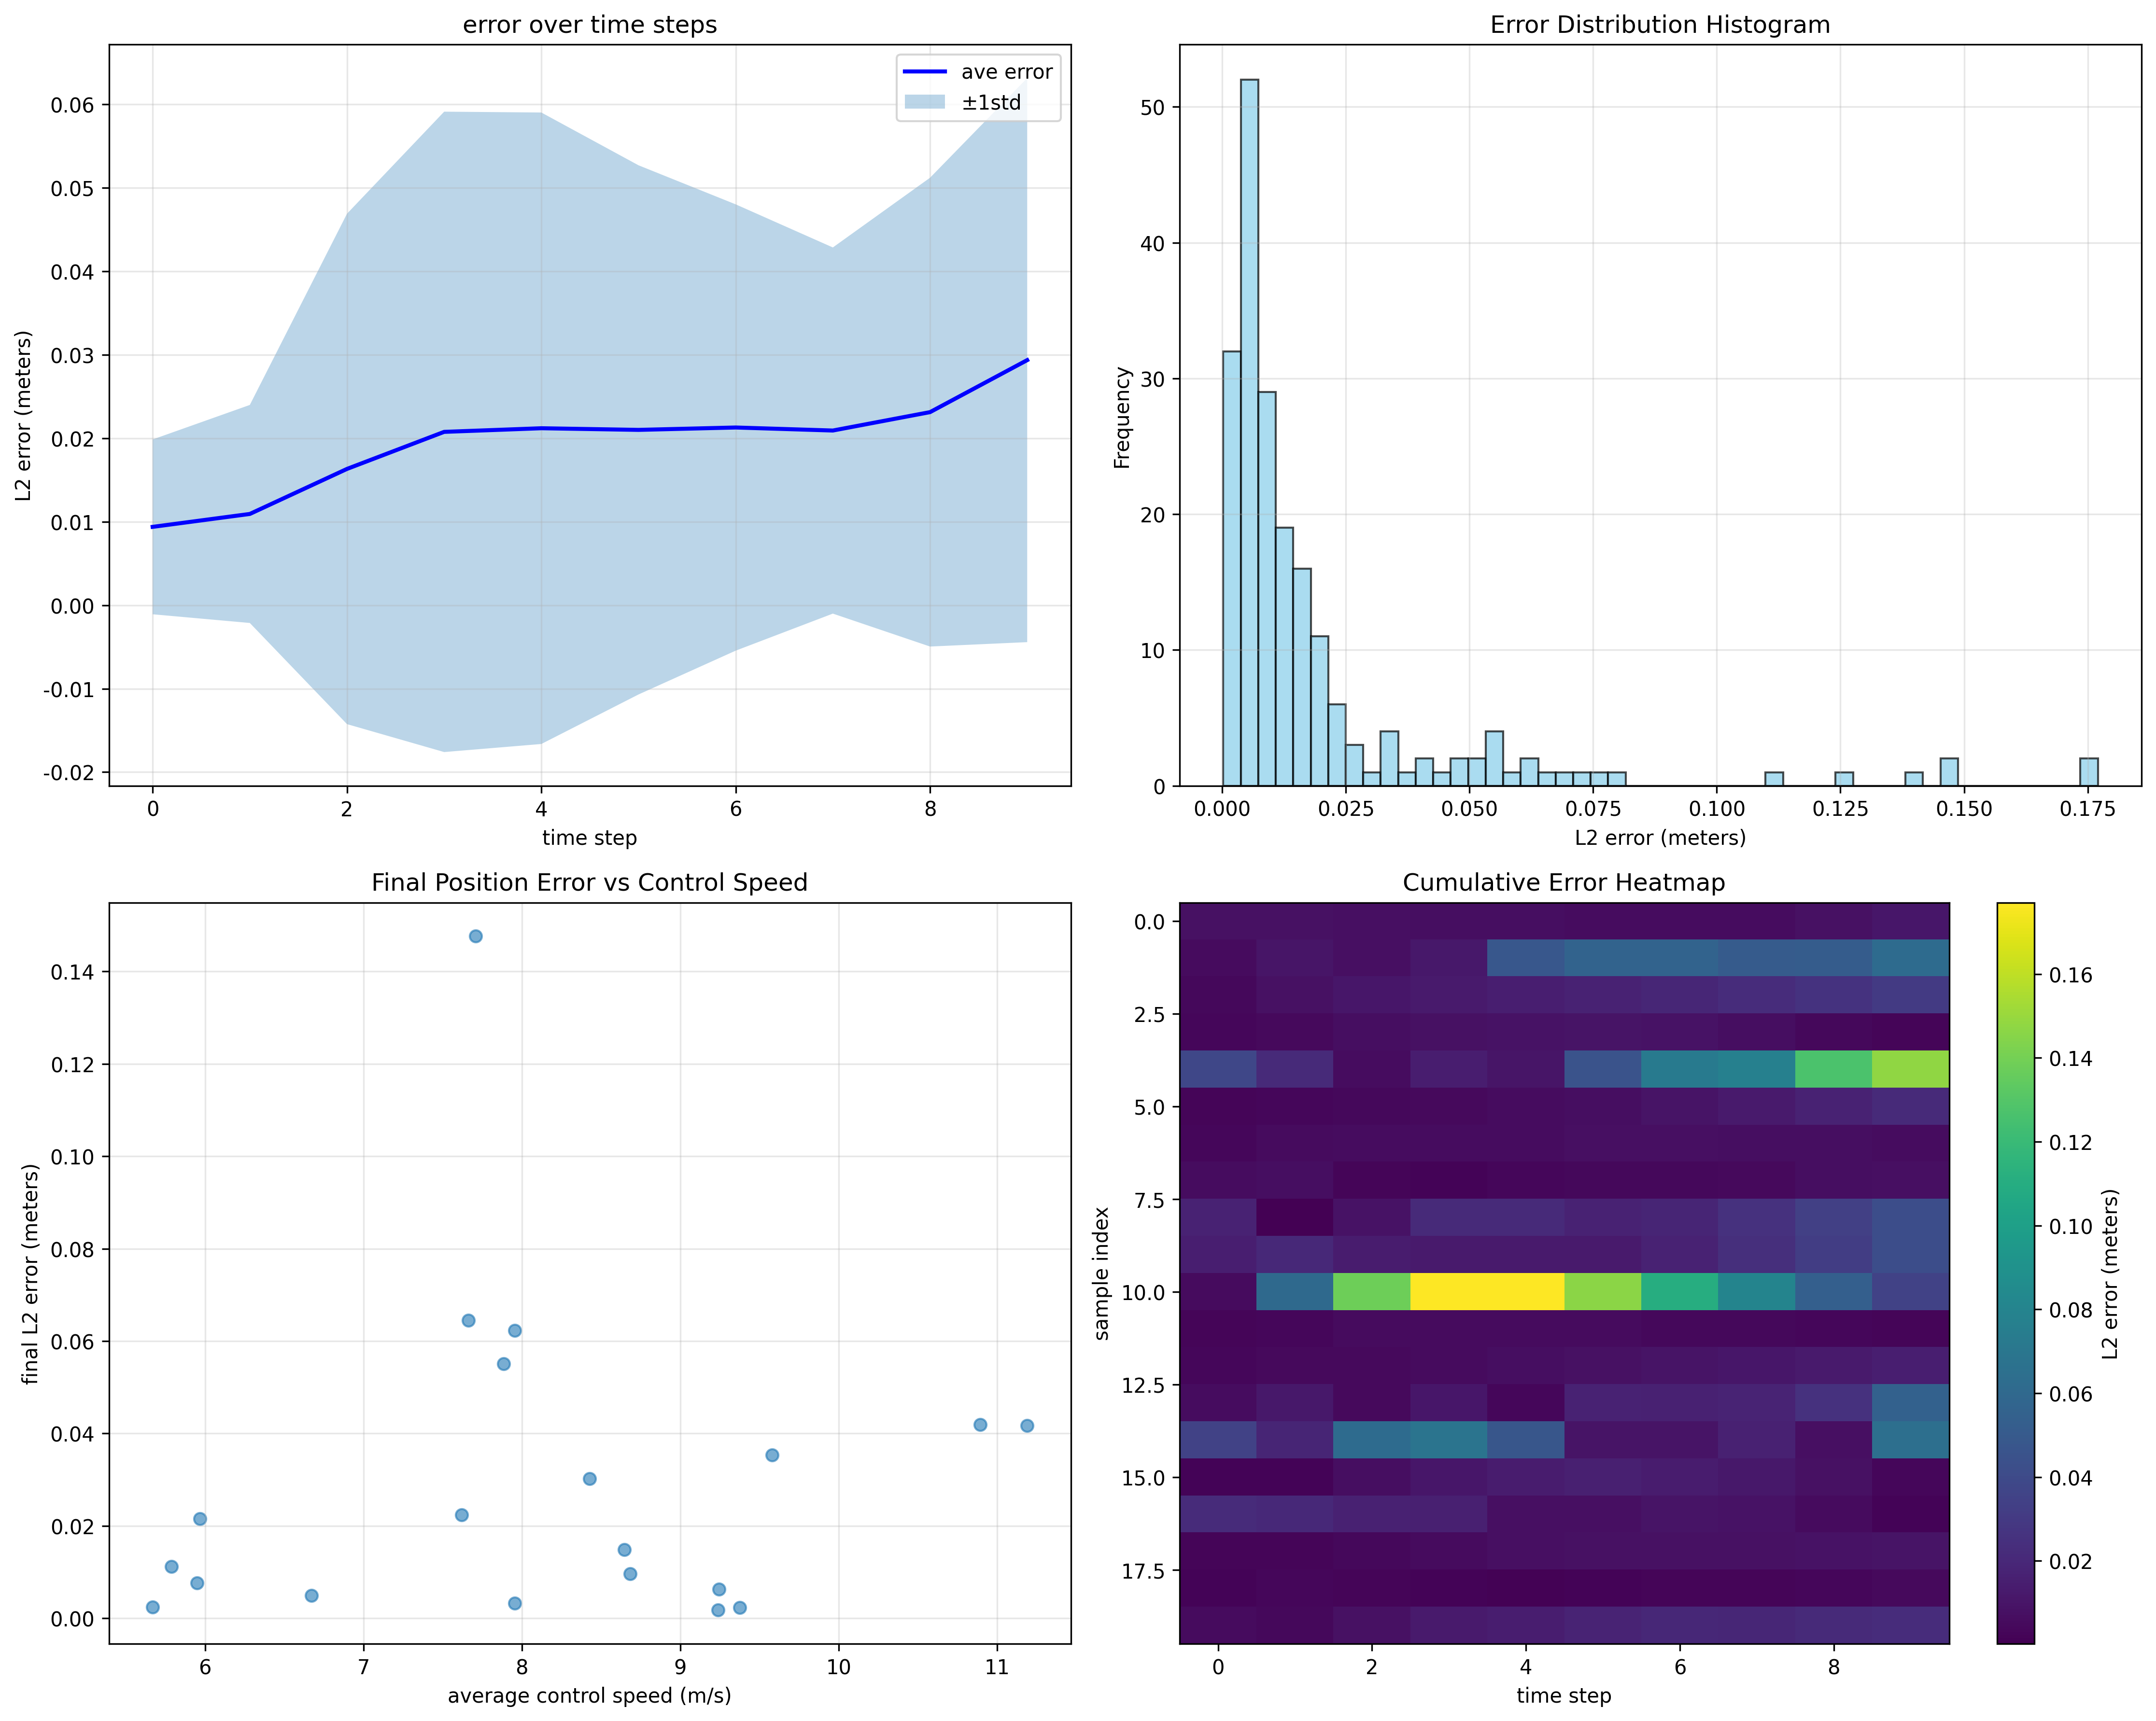 error over time steps
ave error
±1std
0.06
0.05
0.04
0.03
0.02
0.01
0.00
-0.01
-0.02
L2 error (meters)
0 2 4 6 8
time step
Error Distribution Histogram
50
40
30
20
10
0
Frequency
0.000 0.025 0.050 0.075 0.100 0.125 0.150 0.175
L2 error (meters)
Final Position Error vs Control Speed
0.14
0.12
0.10
0.08
0.06
0.04
0.02
0.00
final L2 error (meters)
6 7 8 9 10 11
average control speed (m/s)
Cumulative Error Heatmap
0.0
2.5
5.0
7.5
10.0
12.5
15.0
17.5
sample index
0 2 4 6 8
time step
0.16
0.14
0.12
0.10
0.08
0.06
0.04
0.02
L2 error (meters)